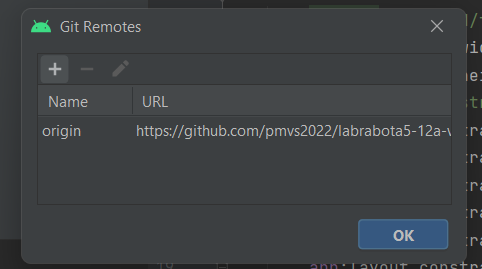 Git Remotes
Name URL
origin https://github.com/pmvs2022/labrabota5-12a-v
OK